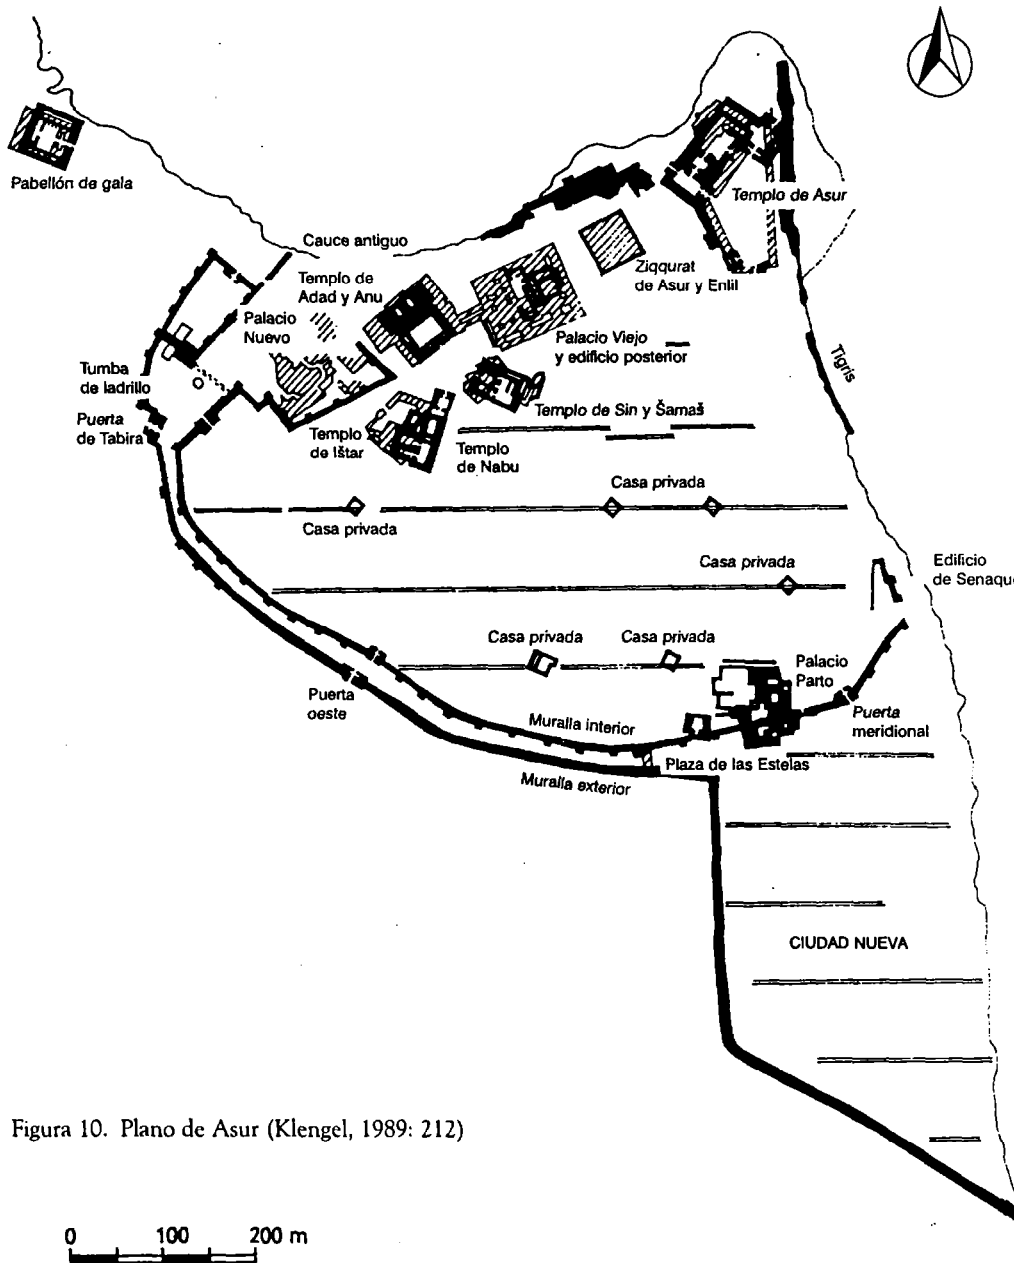 Pabellón de gala
Templo de Asur
Cauce antiguo
Ziqqurat
de Asur y Enlil
Templo de
Adad y Anu
Palacio
Nuevo
Palacio Viejo
y edificio posterior
Tigris
Tumba
de ladrillo
Puerta
de Tabira
Templo de Sin y Šamaš
Templo
de Ištar
Templo
de Nabu
Casa privada
Casa privada
Casa privada
Edificio
de Senaque
Casa privada
Casa privada
Palacio
Parto
Puerta
oeste
Puerta
meridional
Muralla interior
Plaza de las Estelas
Muralla exterior
CIUDAD NUEVA
Figura 10. Plano de Asur (Klengel, 1989: 212)
0 100 200 m